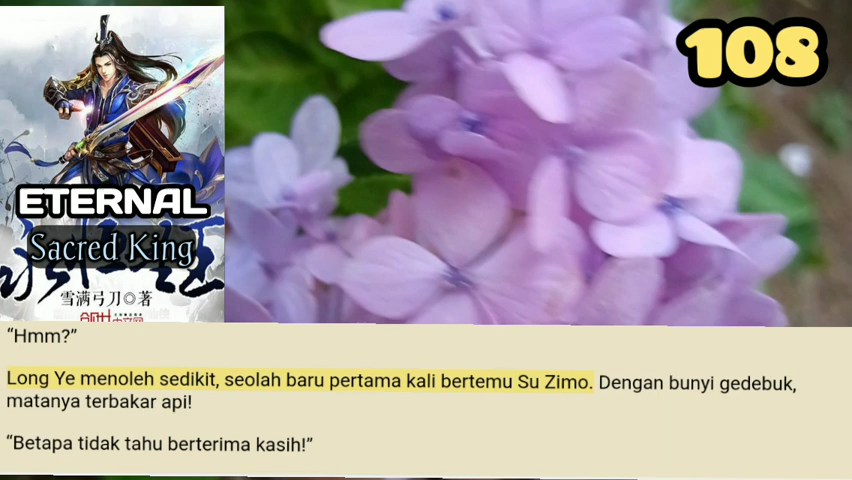 108
ETERNAL
Sacred King
雪满弓刀◎著
“Hmm?”
Long Ye menoleh sedikit, seolah baru pertama kali bertemu Su Zimo. Dengan bunyi gedebuk,
matanya terbakar api!
“Betapa tidak tahu berterima kasih!”